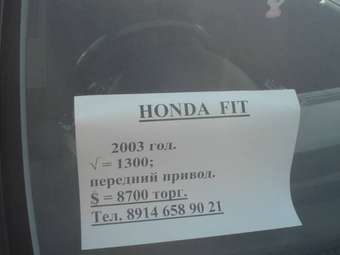 HONDA FIT
2003 год.
√ = 1300;
передний привод.
$ = 8700 торг.
Тел. 8914 658 90 21